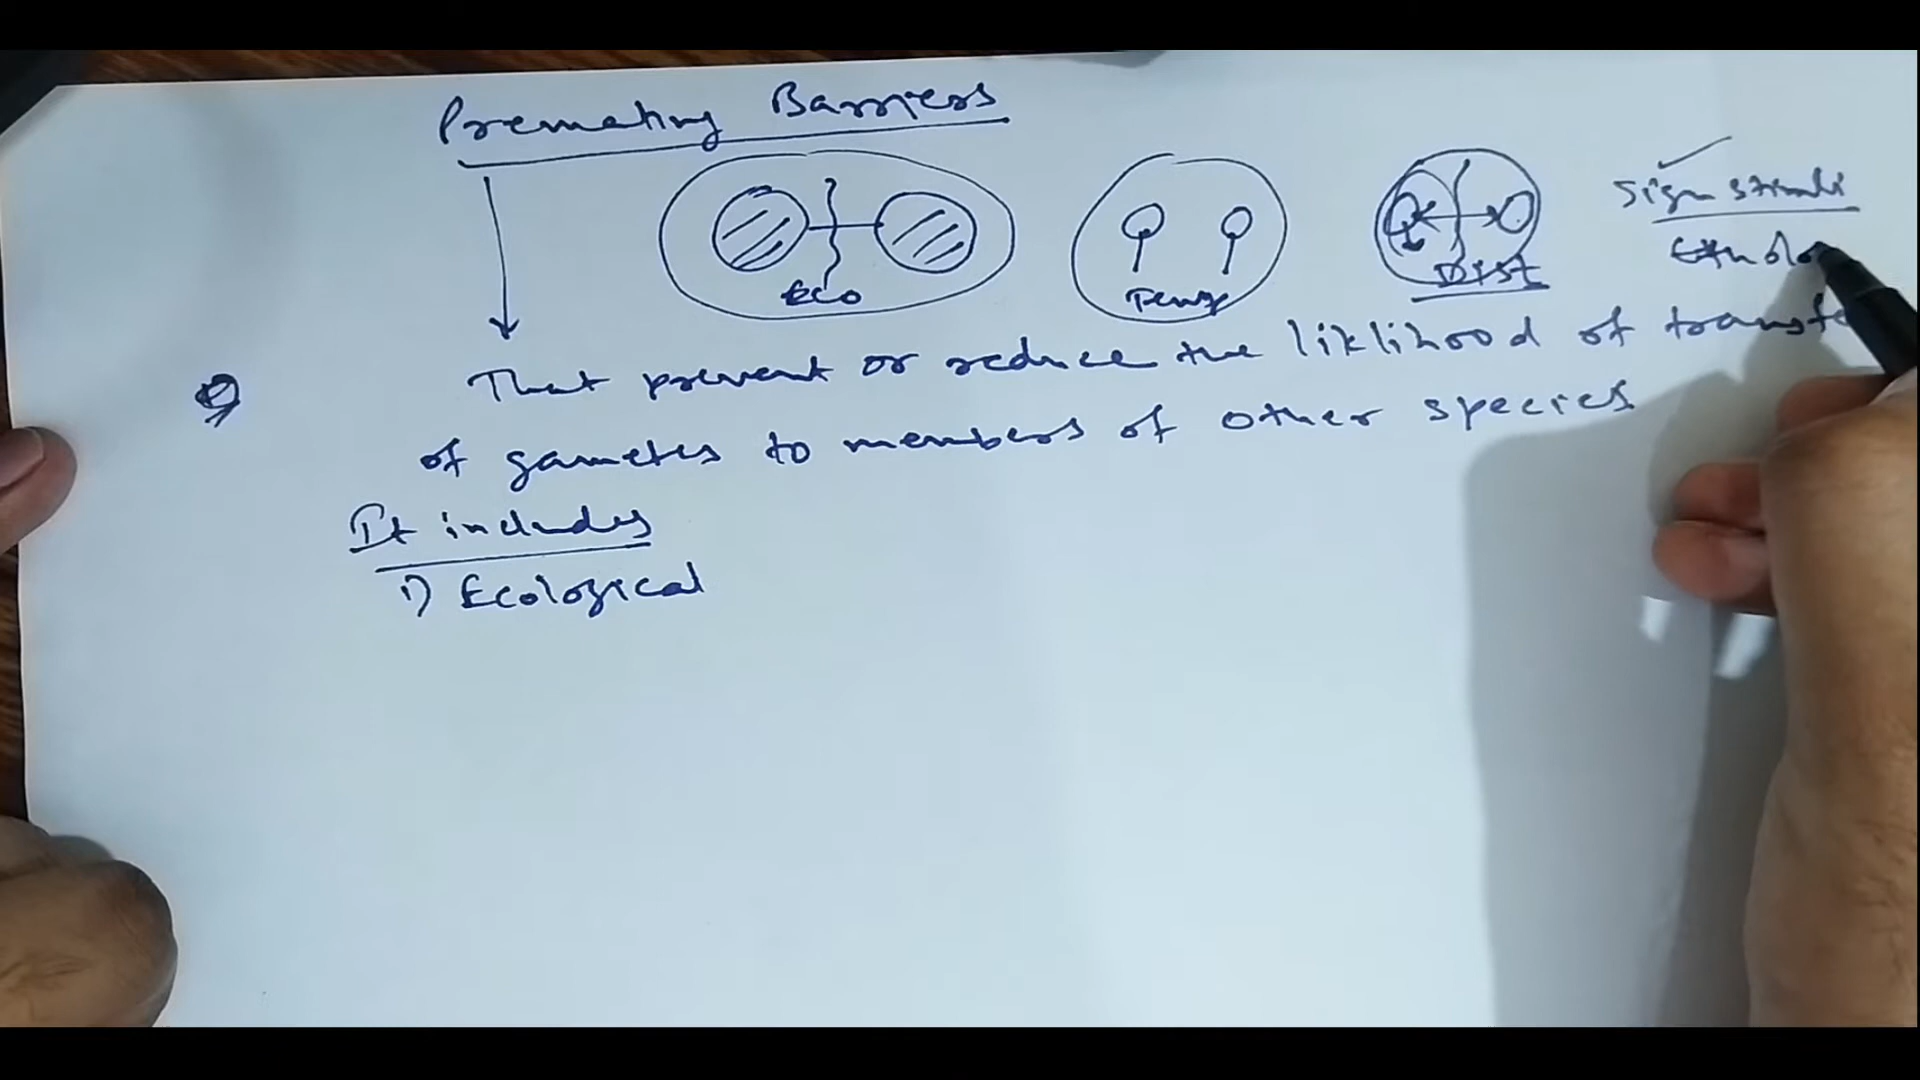 Premating Barriers
Eco
Temp
Dist
Sign stimuli
Etholo
That prevent or reduce the liklihood of transfe
of gametes to members of other species
It includes
1) Ecological